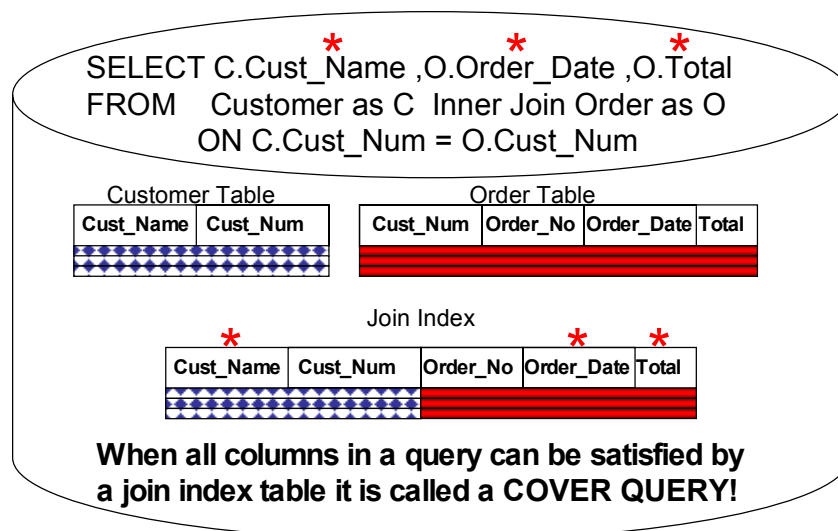 * * *
SELECT C.Cust_Name ,O.Order_Date ,O.Total
FROM Customer as C Inner Join Order as O
ON C.Cust_Num = O.Cust_Num
Customer Table Order Table
Cust_Name Cust_Num Cust_Num Order_No Order_Date Total
Join Index
* * *
Cust_Name Cust_Num Order_No Order_Date Total
When all columns in a query can be satisfied by
a join index table it is called a COVER QUERY!